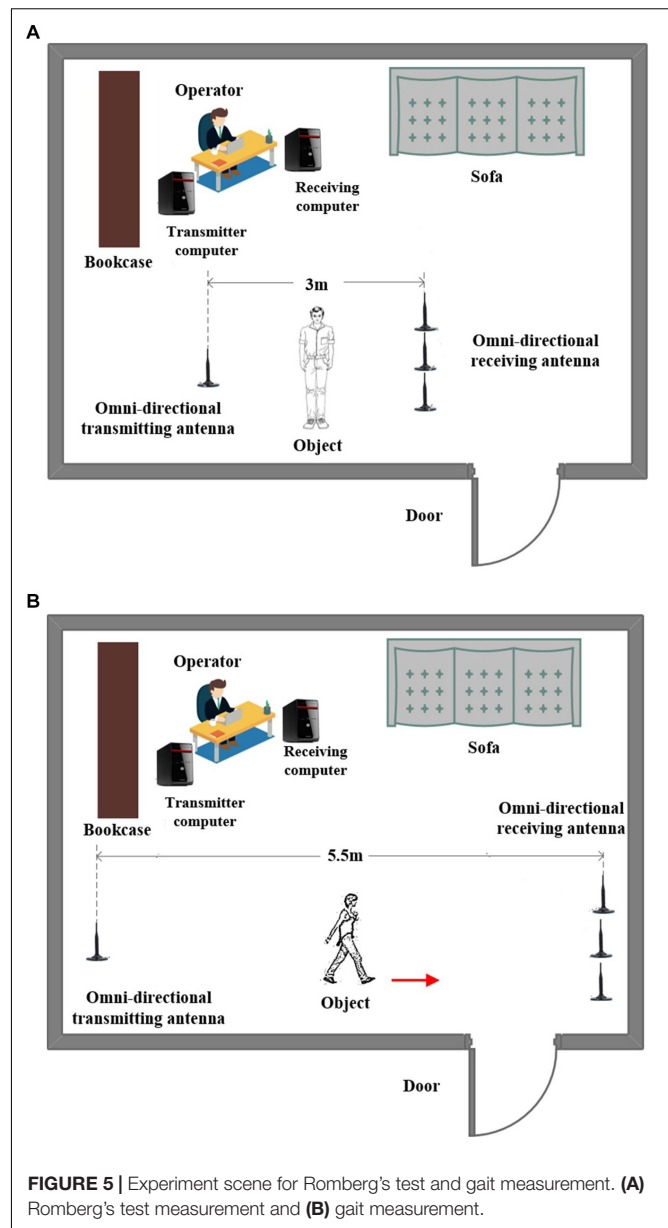 A
Operator
Receiving
computer
Sofa
Transmitter
computer
Bookcase
3m
Omni-directional
receiving antenna
Omni-directional
transmitting antenna
Object
Door
B
Operator
Receiving
computer
Sofa
Transmitter
computer
Omni-directional
receiving antenna
Bookcase
5.5m
Omni-directional
transmitting antenna
Object
Door
FIGURE 5 | Experiment scene for Romberg's test and gait measurement. (A)
Romberg's test measurement and (B) gait measurement.